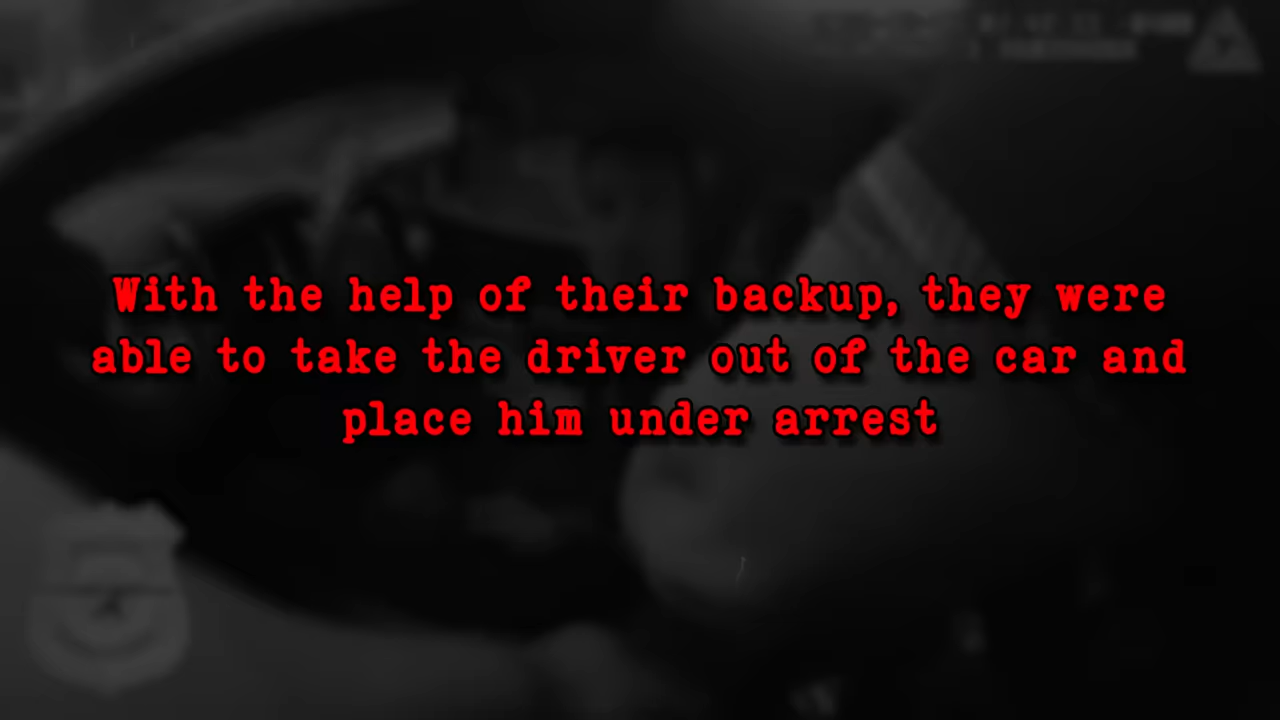 With the help of their backup, they were
able to take the driver out of the car and
place him under arrest